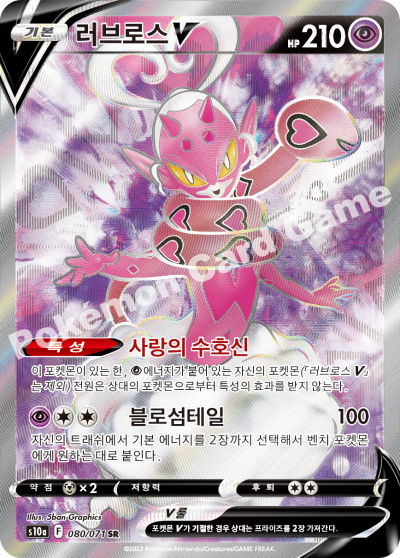 기본 러브로스V HP 210
Pokémon Card Game
특성 사랑의 수호신
이 포켓몬이 있는 한, 에너지가 붙어 있는 자신의 포켓몬(「러브로스V」
는 제외) 전원은 상대의 포켓몬으로부터 특성의 효과를 받지 않는다.
블로섬테일 100
자신의 트래쉬에서 기본 에너지를 2장까지 선택해서 벤치 포켓몬
에게 원하는 대로 붙인다.
약점 ×2 저항력 후퇴
Illus. 5ban Graphics
s10a F 080/071 SR
V룰
포켓몬 V가 기절한 경우 상대는 프라이즈를 2장 가져간다.
©2022 Pokémon/Nintendo/Creatures/GAME FREAK.